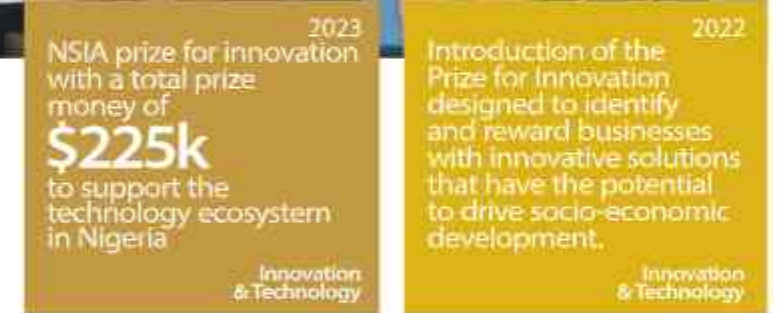 2023
NSIA prize for innovation
with a total prize
money of
$225k
to support the
technology ecosystem
in Nigeria
Innovation
& Technology
2022
Introduction of the
Prize for Innovation
designed to identify
and reward businesses
with innovative solutions
that have the potential
to drive socio-economic
development.
Innovation
& Technology